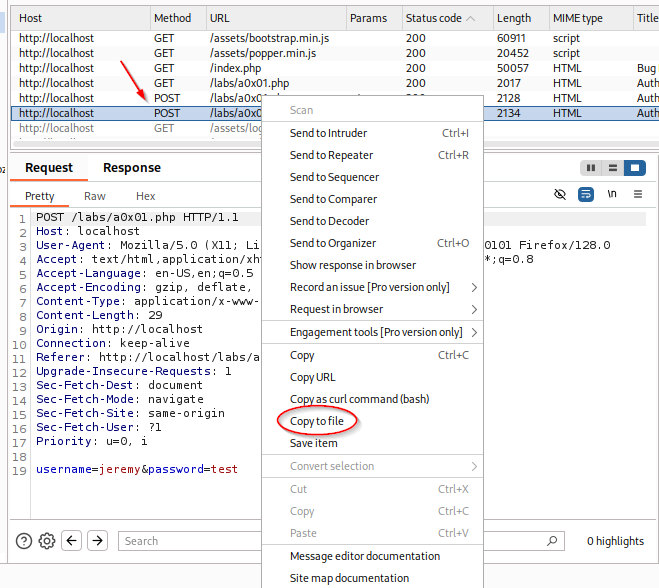 Host Method URL Params Status code Length MIME type Title
http://localhost GET /assets/bootstrap.min.js 200 60911 script
http://localhost GET /assets/popper.min.js 200 20452 script
http://localhost GET /index.php 200 50057 HTML Bug
http://localhost GET /labs/a0x01.php 200 2017 HTML Auth
http://localhost POST /labs/a0x0 2128 HTML Auth
http://localhost POST /labs/a0x0 2134 HTML Auth
http://localhost GET /assets/log
Request Response
Pretty Raw Hex
\n
1 POST /labs/a0x01.php HTTP/1.1
2 Host: localhost
3 User-Agent: Mozilla/5.0 (X11; Li 0101 Firefox/128.0
4 Accept: text/html,application/xh *;q=0.8
5 Accept-Language: en-US,en;q=0.5
6 Accept-Encoding: gzip, deflate,
7 Content-Type: application/x-www-
8 Content-Length: 29
9 Origin: http://localhost
10 Connection: keep-alive
11 Referer: http://localhost/labs/a
12 Upgrade-Insecure-Requests: 1
13 Sec-Fetch-Dest: document
14 Sec-Fetch-Mode: navigate
15 Sec-Fetch-Site: same-origin
16 Sec-Fetch-User: ?1
17 Priority: u=0, i
18
19 username=jeremy&password=test
Scan
Send to Intruder Ctrl+I
Send to Repeater Ctrl+R
Send to Sequencer
Send to Comparer
Send to Decoder
Send to Organizer Ctrl+O
Show response in browser
Record an issue [Pro version only]
Request in browser
Engagement tools [Pro version only]
Copy Ctrl+C
Copy URL
Copy as curl command (bash)
Copy to file
Save item
Convert selection
Cut Ctrl+X
Copy Ctrl+C
Paste Ctrl+V
Message editor documentation
Site map documentation
Search
0 highlights